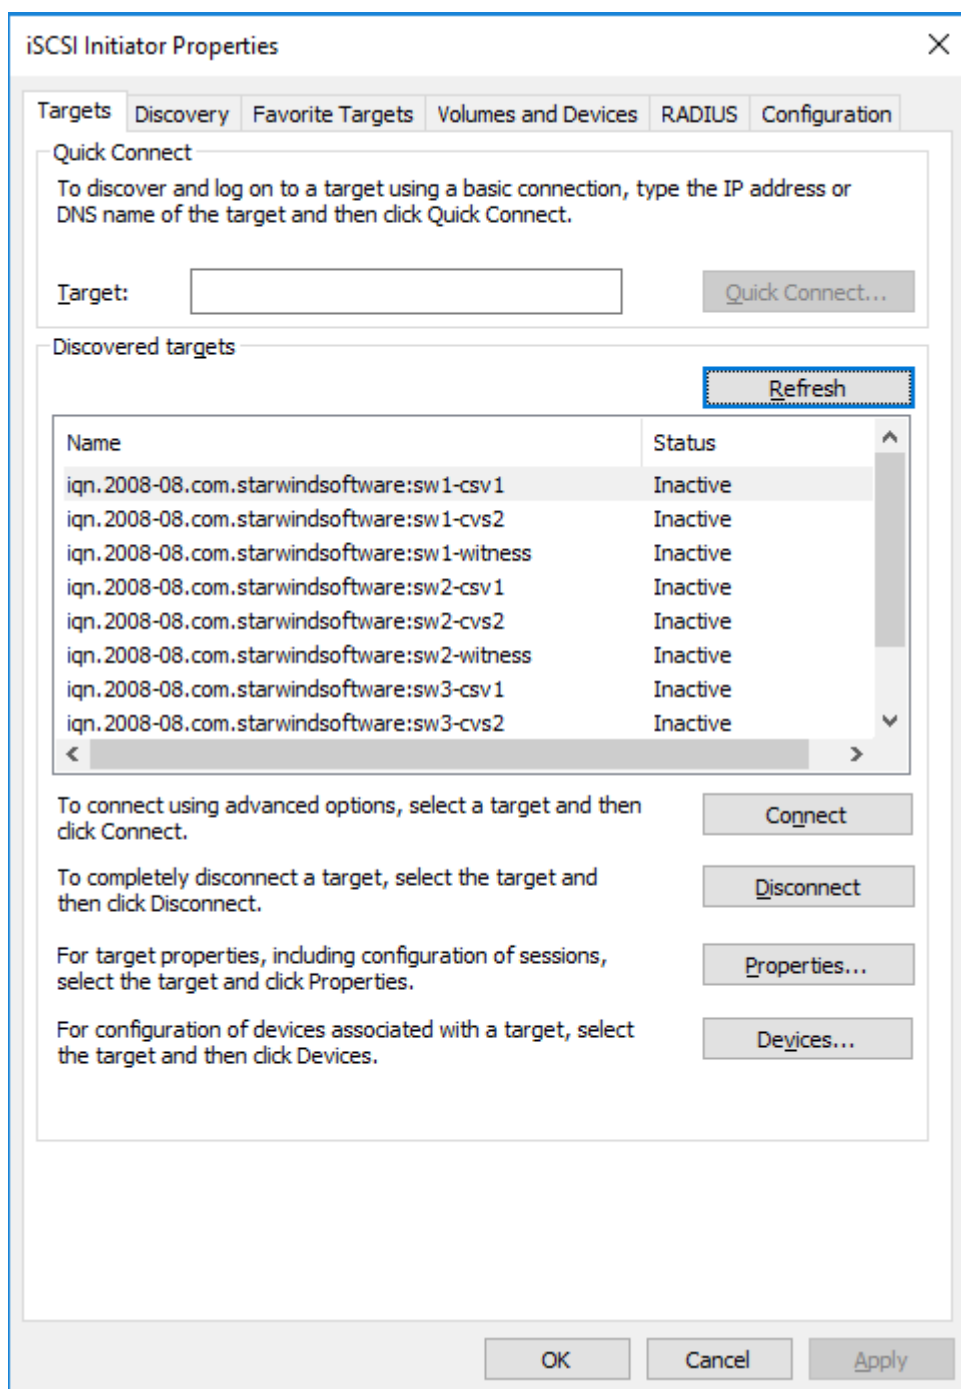 iSCSI Initiator Properties
Targets Discovery Favorite Targets Volumes and Devices RADIUS Configuration
Quick Connect
To discover and log on to a target using a basic connection, type the IP address or
DNS name of the target and then click Quick Connect.
Target: Quick Connect...
Discovered targets
Refresh
Name Status
iqn.2008-08.com.starwindsoftware:sw1-csv1 Inactive
iqn.2008-08.com.starwindsoftware:sw1-cvs2 Inactive
iqn.2008-08.com.starwindsoftware:sw1-witness Inactive
iqn.2008-08.com.starwindsoftware:sw2-csv1 Inactive
iqn.2008-08.com.starwindsoftware:sw2-cvs2 Inactive
iqn.2008-08.com.starwindsoftware:sw2-witness Inactive
iqn.2008-08.com.starwindsoftware:sw3-csv1 Inactive
iqn.2008-08.com.starwindsoftware:sw3-cvs2 Inactive
To connect using advanced options, select a target and then
click Connect.
Connect
To completely disconnect a target, select the target and
then click Disconnect.
Disconnect
For target properties, including configuration of sessions,
select the target and click Properties.
Properties...
For configuration of devices associated with a target, select
the target and then click Devices.
Devices...
OK Cancel Apply